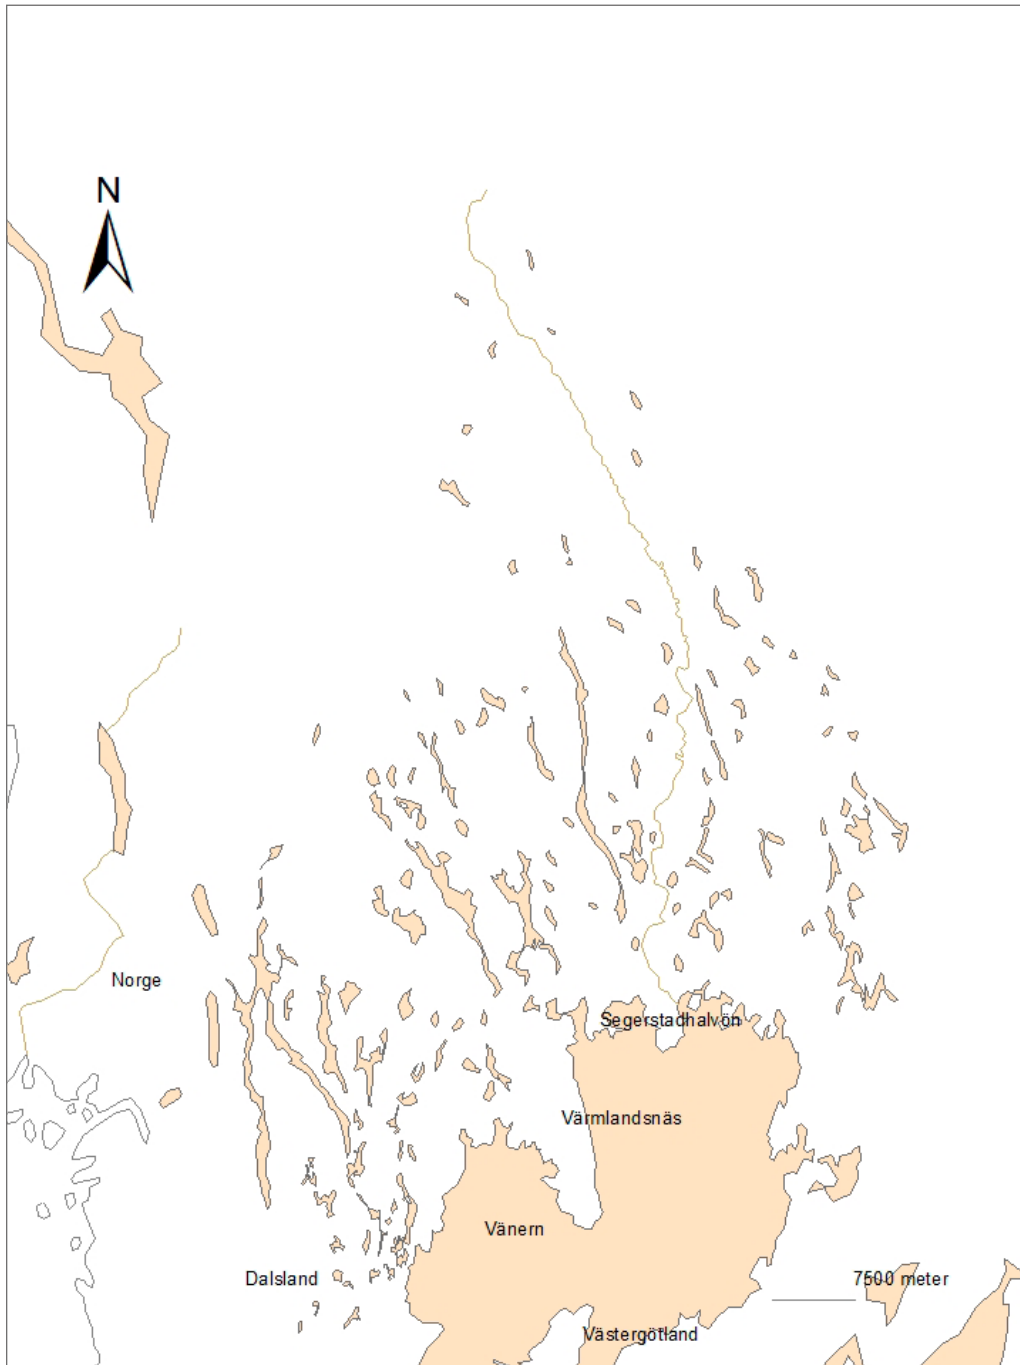 N
Norge
Segerstadhalvön
Värmlandsnäs
Vänern
Dalsland
7500 meter
Västergötland